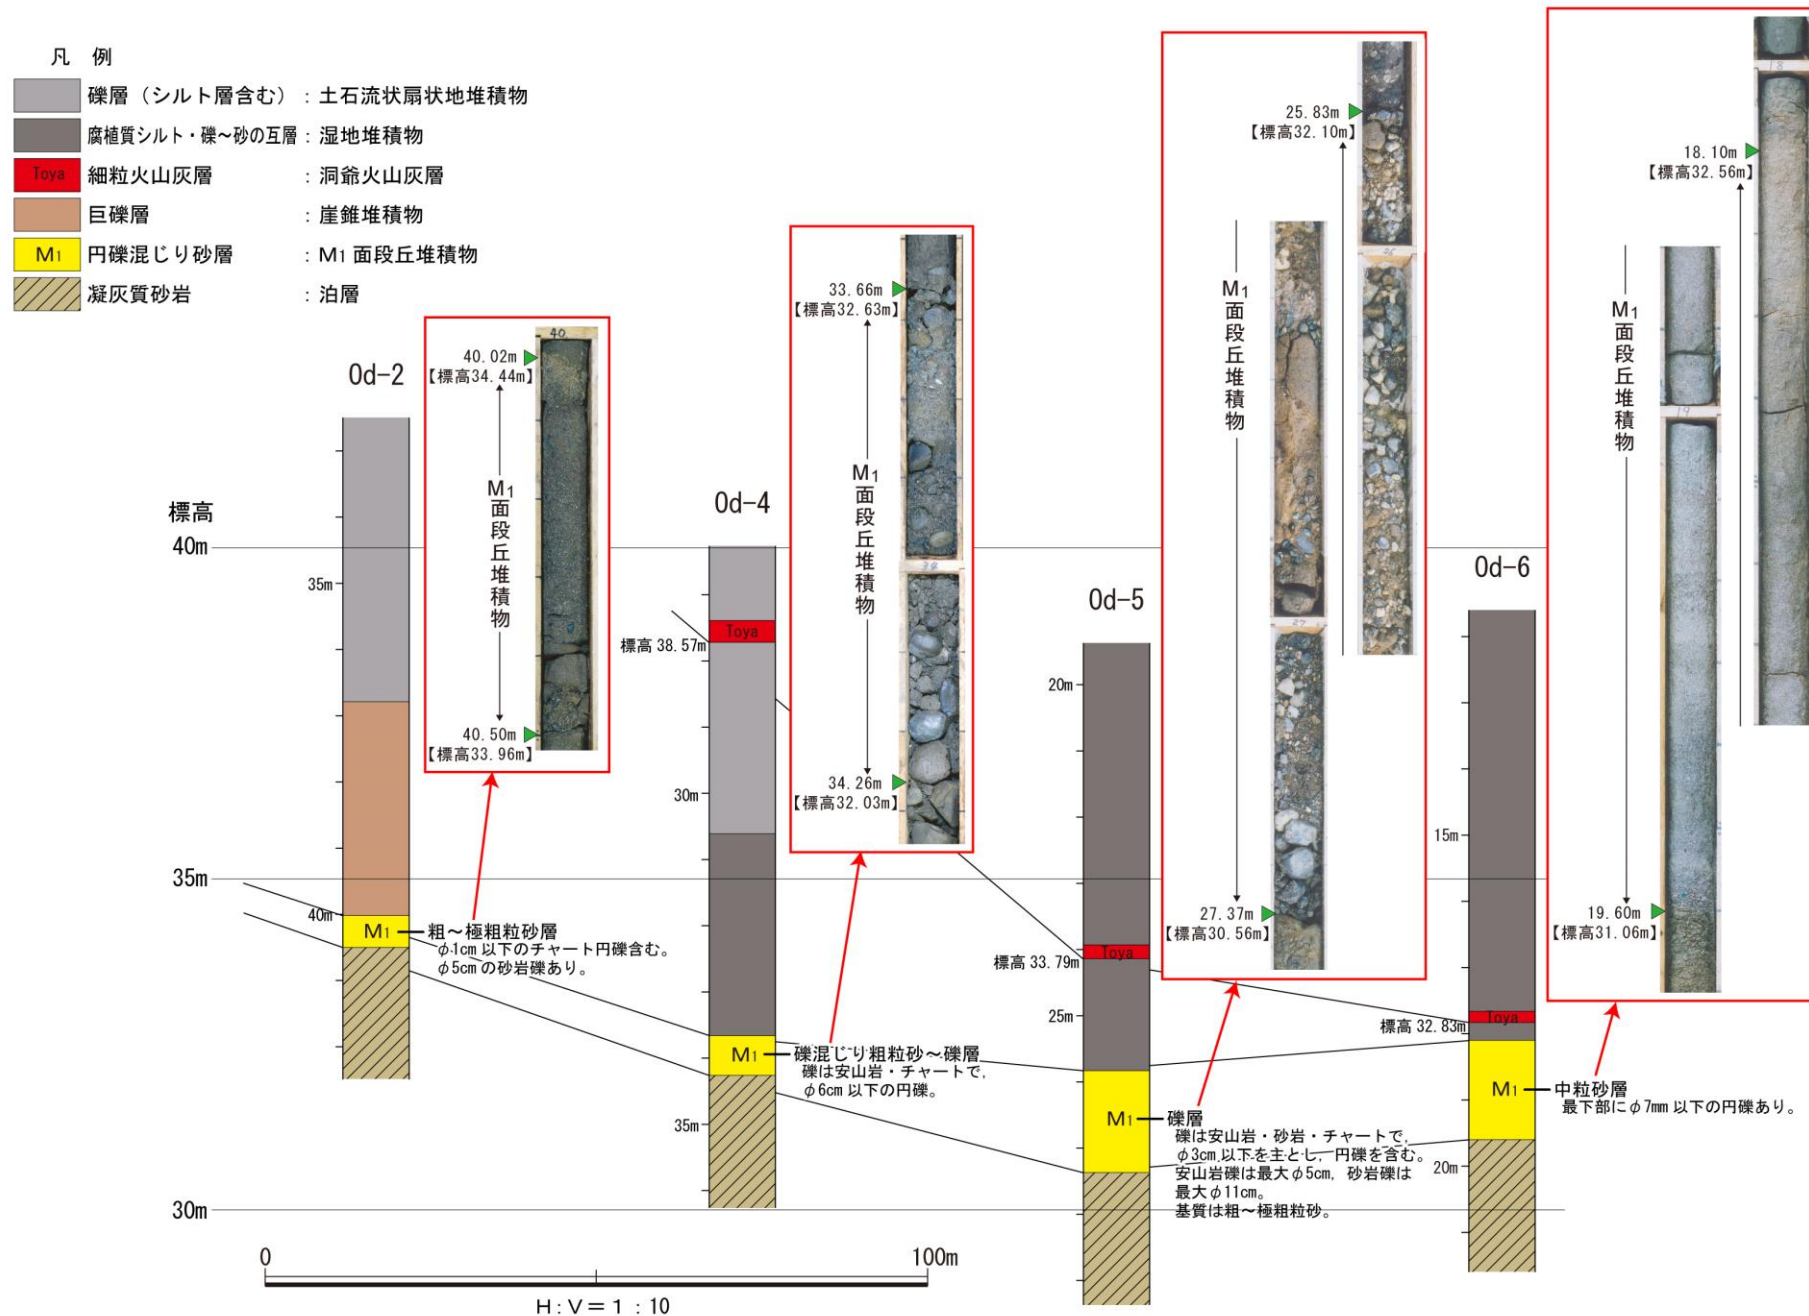 凡 例
礫層（シルト層含む）：土石流状扇状地堆積物
腐植質シルト・礫～砂の互層：湿地堆積物
Toya 細粒火山灰層：洞爺火山灰層
巨礫層：崖錐堆積物
M1 円礫混じり砂層：M1 面段丘堆積物
凝灰質砂岩：泊層
標高
40m
35m
30m
Od-2
35m
40m
M1
粗～極粗粒砂層
φ1cm 以下のチャート円礫含む。
φ5cm の砂岩礫あり。
40
40.02m
【標高34.44m】
M1面段丘堆積物
40.50m
【標高33.96m】
Od-4
Toya
標高 38.57m
30m
35m
M1
礫混じり粗粒砂～礫層
礫は安山岩・チャートで，
φ6cm 以下の円礫。
33.66m
【標高32.63m】
M1面段丘堆積物
34
34.26m
【標高32.03m】
Od-5
20m
Toya
標高 33.79m
25m
M1
礫層
礫は安山岩・砂岩・チャートで，
φ3cm 以下を主とし，円礫を含む。
安山岩礫は最大φ5cm，砂岩礫は
最大φ11cm。
基質は粗～極粗粒砂。
25.83m
【標高32.10m】
26
M1面段丘堆積物
27
27.37m
【標高30.56m】
Od-6
15m
Toya
標高 32.83m
20m
M1
中粒砂層
最下部にφ7mm 以下の円礫あり。
18
18.10m
【標高32.56m】
M1面段丘堆積物
19
19.60m
【標高31.06m】
0
100m
H：V＝1：10